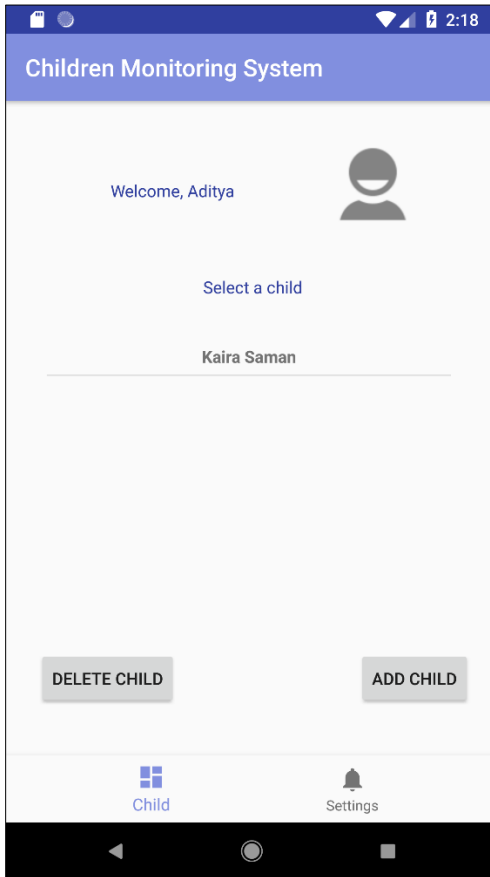 2:18
Children Monitoring System
Welcome, Aditya
Select a child
Kaira Saman
DELETE CHILD
ADD CHILD
Child
Settings